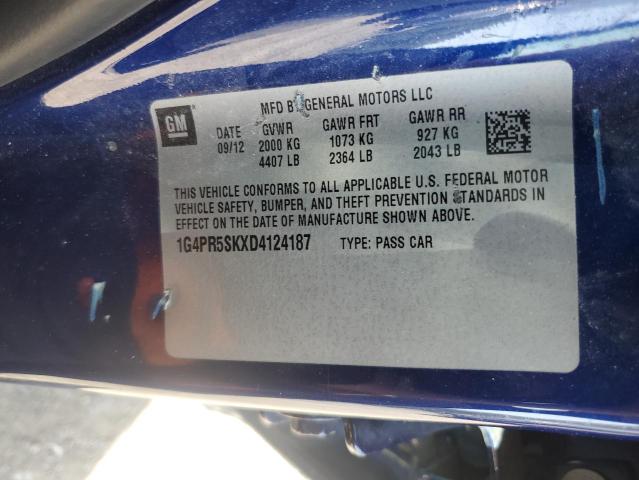 GM
MFD BY GENERAL MOTORS LLC
DATE GVWR GAWR FRT GAWR RR
09/12 2000 KG 1073 KG 927 KG
4407 LB 2364 LB 2043 LB
THIS VEHICLE CONFORMS TO ALL APPLICABLE U.S. FEDERAL MOTOR
VEHICLE SAFETY, BUMPER, AND THEFT PREVENTION STANDARDS IN
EFFECT ON THE DATE OF MANUFACTURE SHOWN ABOVE.
1G4PR5SKXD4124187 TYPE: PASS CAR